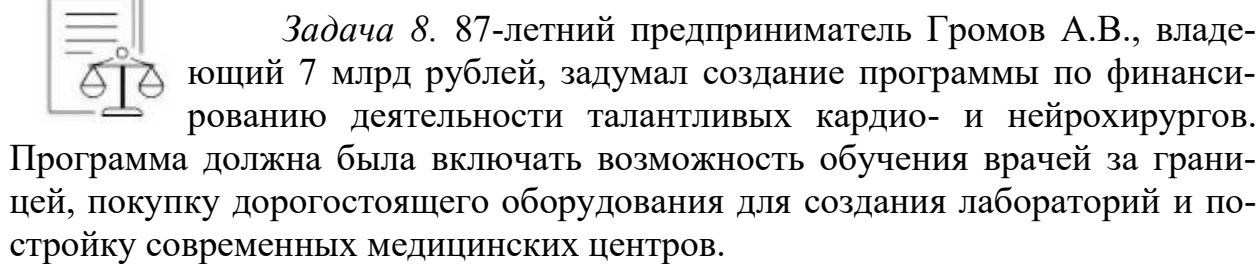 Задача 8. 87-летний предприниматель Громов А.В., владе-
ющий 7 млрд рублей, задумал создание программы по финанси-
рованию деятельности талантливых кардио- и нейрохирургов.
Программа должна была включать возможность обучения врачей за грани-
цей, покупку дорогостоящего оборудования для создания лабораторий и по-
стройку современных медицинских центров.